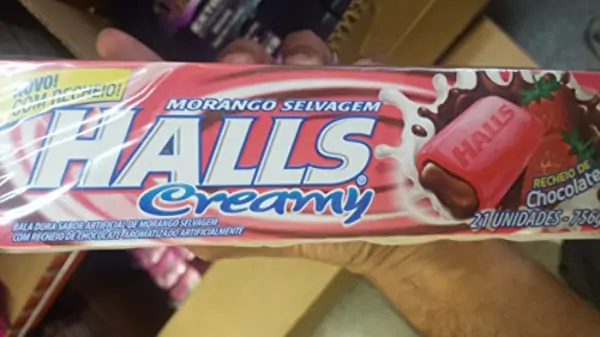 NOVO!
COM RECHEIO!
MORANGO SELVAGEM
HALLS
Creamy
HALLS
RECHEIO DE
Chocolate
21 UNIDADES - 756g
BALA DURA SABOR ARTIFICIAL DE MORANGO SELVAGEM
COM RECHEIO DE CHOCOLATE AROMATIZADO ARTIFICIALMENTE